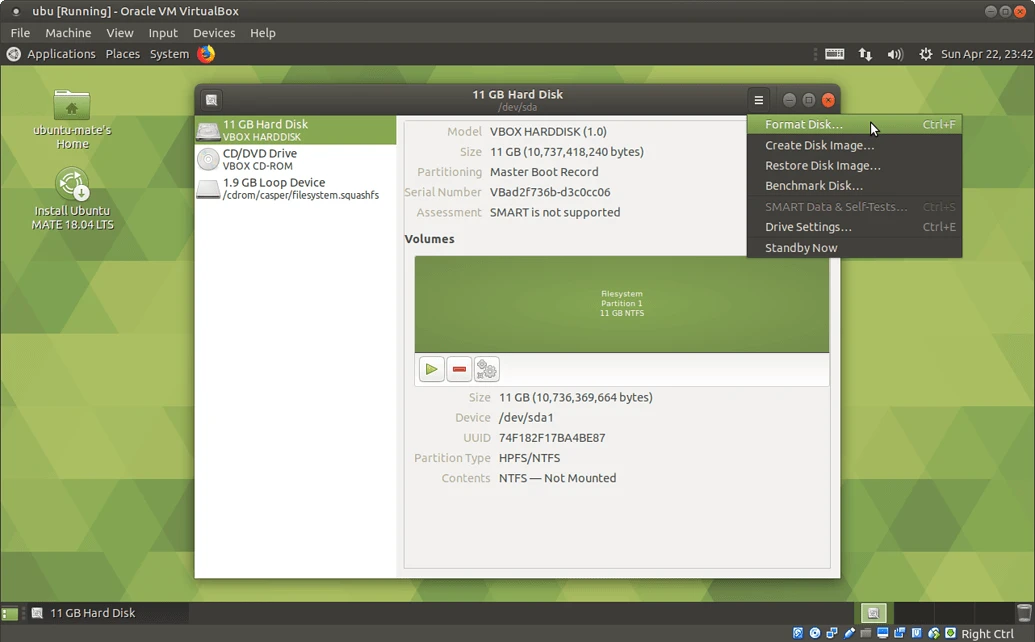 ubu [Running] - Oracle VM VirtualBox
File Machine View Input Devices Help
Applications Places System Sun Apr 22, 23:42
ubuntu-mate's
Home
Install Ubuntu
MATE 18.04 LTS
11 GB Hard Disk
/dev/sda
11 GB Hard Disk
VBOX HARDDISK
CD/DVD Drive
VBOX CD-ROM
1.9 GB Loop Device
/cdrom/casper/filesystem.squashfs
Model VBOX HARDDISK (1.0)
Size 11 GB (10,737,418,240 bytes)
Partitioning Master Boot Record
Serial Number VBad2f736b-d3c0cc06
Assessment SMART is not supported
Volumes
Filesystem
Partition 1
11 GB NTFS
Size 11 GB (10,736,369,664 bytes)
Device /dev/sda1
UUID 74F182F17BA4BE87
Partition Type HPFS/NTFS
Contents NTFS — Not Mounted
Format Disk... Ctrl+F
Create Disk Image...
Restore Disk Image...
Benchmark Disk...
SMART Data & Self-Tests... Ctrl+S
Drive Settings... Ctrl+E
Standby Now
11 GB Hard Disk
Right Ctrl